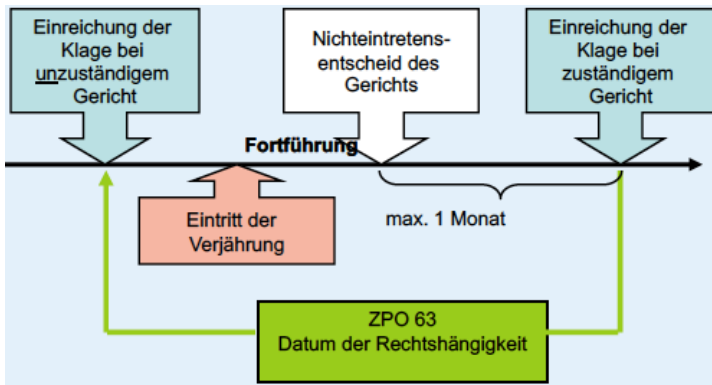 Einreichung der
Klage bei
unzuständigem
Gericht
Nichteintretens-
entscheid des
Gerichts
Einreichung der
Klage bei
zuständigem
Gericht
Fortführung
Eintritt der
Verjährung
max. 1 Monat
ZPO 63
Datum der Rechtshängigkeit